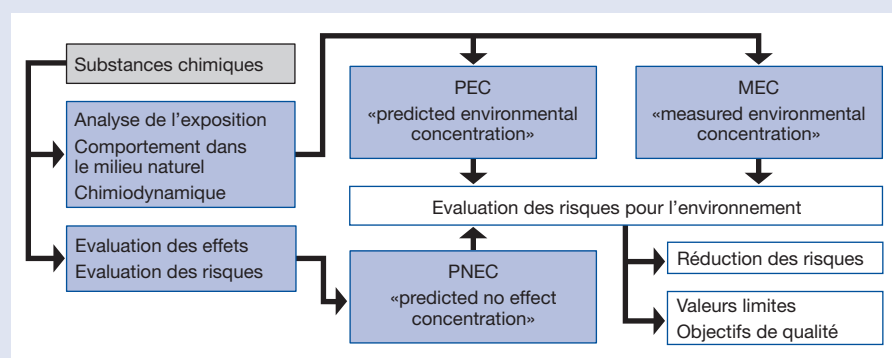 Substances chimiques
Analyse de l'exposition
Comportement dans
le milieu naturel
Chimiodynamique
Evaluation des effets
Evaluation des risques
PEC
«predicted environmental
concentration»
MEC
«measured environmental
concentration»
Evaluation des risques pour l'environnement
PNEC
«predicted no effect
concentration»
Réduction des risques
Valeurs limites
Objectifs de qualité